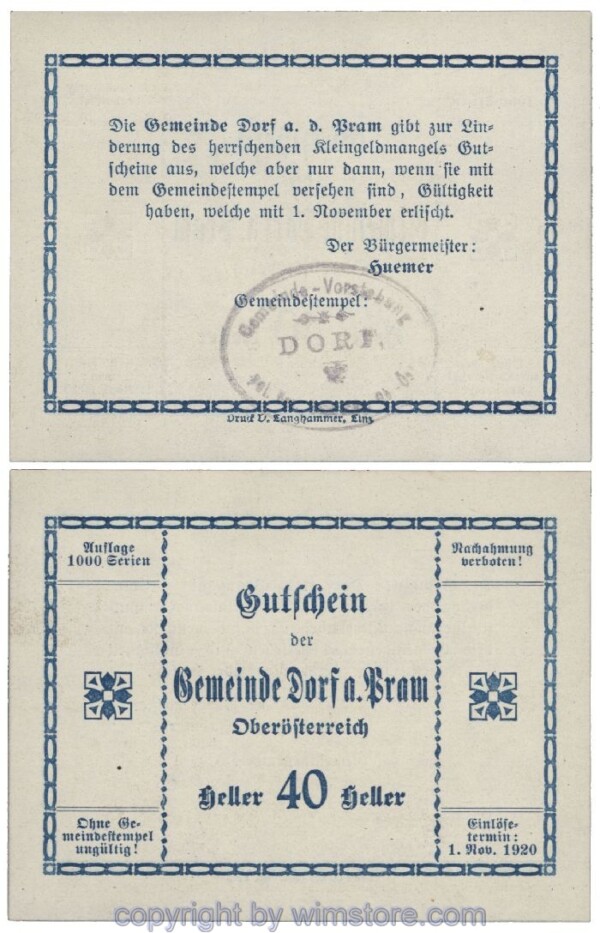 Die Gemeinde Dorf a. d. Pram gibt zur Lin-
derung des herrschenden Kleingeldmangels Gut-
scheine aus, welche aber nur dann, wenn sie mit
dem Gemeindestempel versehen sind, Gültigkeit
haben, welche mit 1. November erlischt.
Der Bürgermeister:
Huemer
Gemeindestempel:
Gemeinde-Vorstehung
DORF.
Druck V. Langhammer, Linz
Auflage
1000 Serien
Nachahmung
verboten!
Gutschein
der
Gemeinde Dorf a. Pram
Oberösterreich
Heller 40 Heller
Ohne Ge-
meindestempel
ungültig!
Einlöse-
termin:
1. Nov. 1920
copyright by wimstore.com